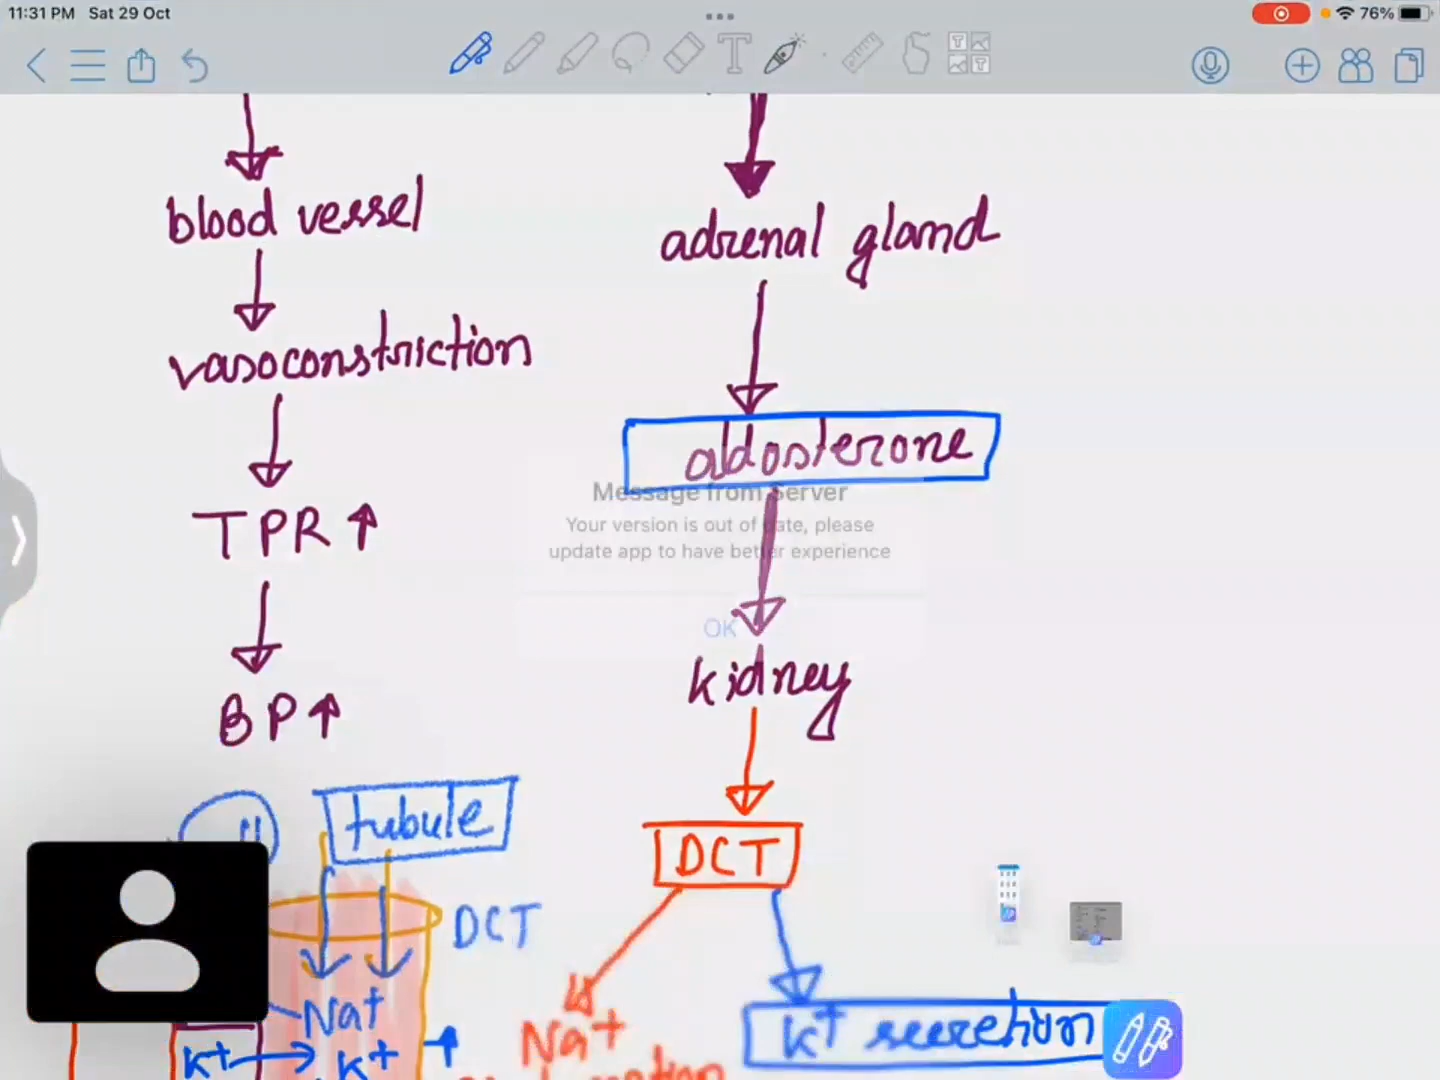 11:31 PM Sat 29 Oct
76%
blood vessel
adrenal gland
vasoconstriction
aldosterone
Message from Server
Your version is out of date, please
update app to have better experience
OK
TPR ↑
kidney
BP ↑
tubule
DCT
DCT
Na+
K+ → K+ ↑
Na+
K+ secretion